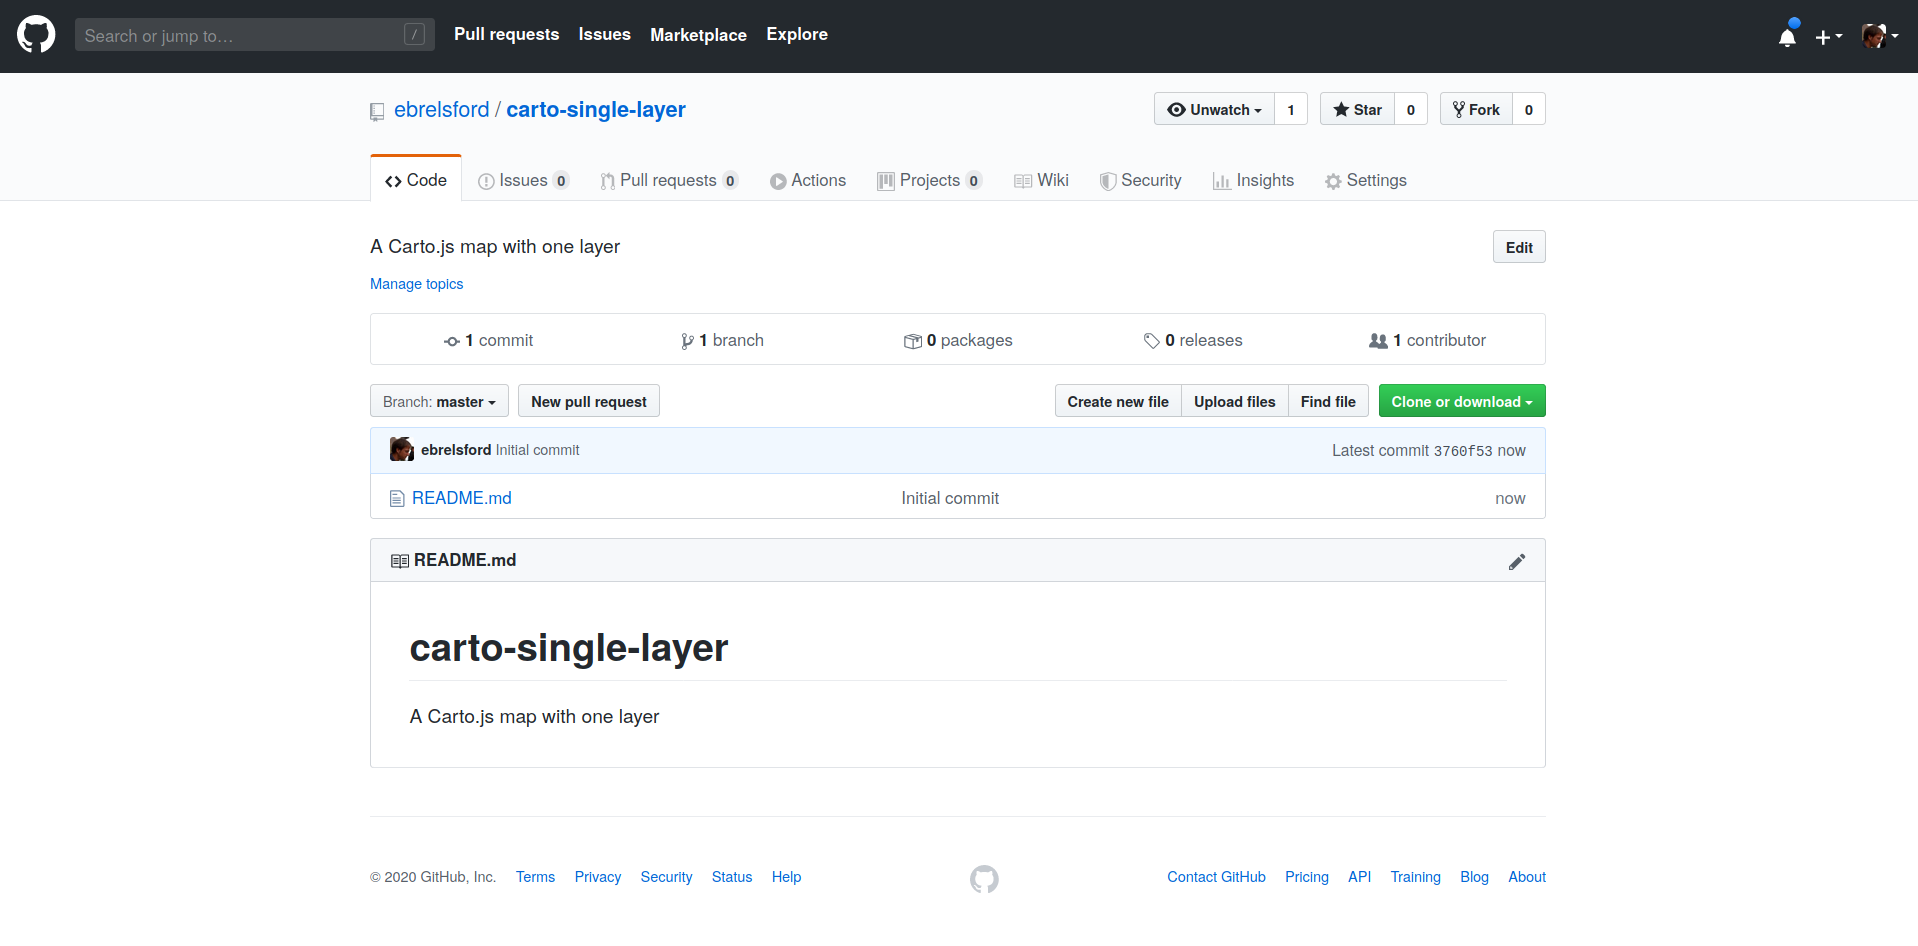 Search or jump to… / Pull requests Issues Marketplace Explore
ebrelsford / carto-single-layer Unwatch 1 Star 0 Fork 0
Code Issues 0 Pull requests 0 Actions Projects 0 Wiki Security Insights Settings
A Carto.js map with one layer Edit
Manage topics
1 commit 1 branch 0 packages 0 releases 1 contributor
Branch: master New pull request Create new file Upload files Find file Clone or download
ebrelsford Initial commit Latest commit 3760f53 now
README.md Initial commit now
README.md
carto-single-layer
A Carto.js map with one layer
© 2020 GitHub, Inc. Terms Privacy Security Status Help Contact GitHub Pricing API Training Blog About